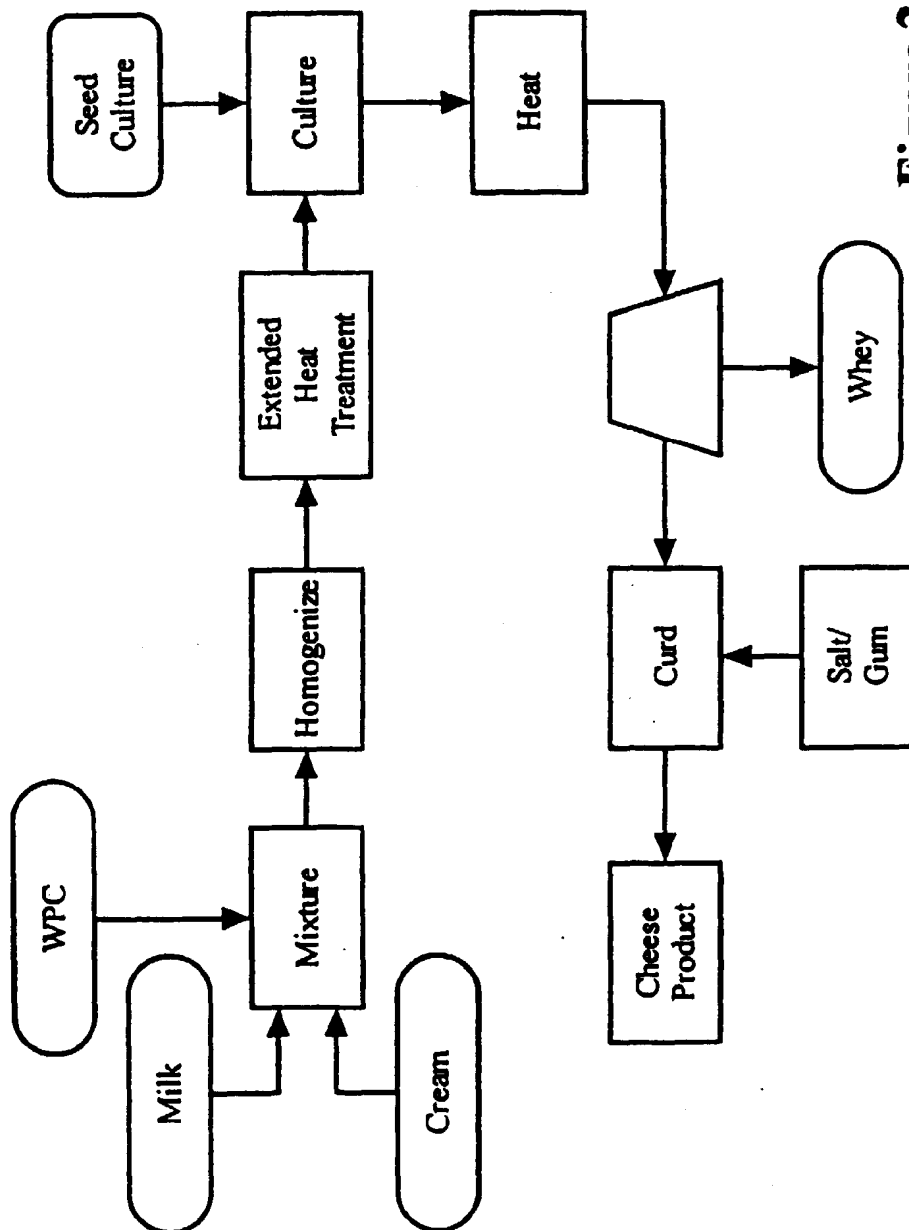 WPC
Milk
Cream
Mixture
Homogenize
Extended
Heat
Treatment
Seed
Culture
Culture
Heat
Whey
Curd
Salt/
Gum
Cheese
Product